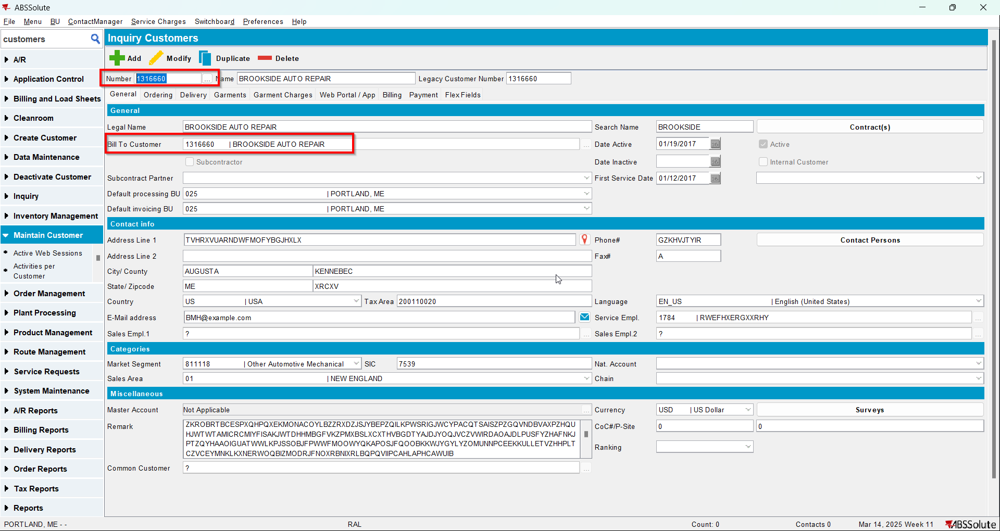 ABSSolute
File Menu BU ContactManager Service Charges Switchboard Preferences Help
customers
Inquiry Customers
Add Modify Duplicate Delete
A/R
Application Control
Billing and Load Sheets
Cleanroom
Create Customer
Data Maintenance
Deactivate Customer
Inquiry
Inventory Management
Maintain Customer
Active Web Sessions
Activities per
Customer
Order Management
Plant Processing
Product Management
Route Management
Service Requests
System Maintenance
A/R Reports
Billing Reports
Delivery Reports
Order Reports
Tax Reports
Reports
Number 1316660 ... Name BROOKSIDE AUTO REPAIR Legacy Customer Number 1316660
General Ordering Delivery Garments Garment Charges Web Portal / App Billing Payment Flex Fields
General
Legal Name BROOKSIDE AUTO REPAIR Search Name BROOKSIDE Contract(s)
Bill To Customer 1316660 | BROOKSIDE AUTO REPAIR ... Date Active 01/19/2017 16 Active
Subcontractor Date Inactive 16 Internal Customer
Subcontract Partner First Service Date 01/12/2017 16
Default processing BU 025 | PORTLAND, ME
Default invoicing BU 025 | PORTLAND, ME
Contact info
Address Line 1 TVHRXVUARNDWFMOFYBGJHXLX Phone# GZKHVJTYIR Contact Persons
Address Line 2 Fax# A
City/ County AUGUSTA KENNEBEC
State/ Zipcode ME XRCXV
Country US | USA Tax Area 200110020 Language EN_US | English (United States)
E-Mail address BMH@example.com Service Empl. 1784 | RWEFHXERGXXRHY ...
Sales Empl.1 ? ... Sales Empl.2 ? ...
Categories
Market Segment 811118 | Other Automotive Mechanical SIC 7539 Nat. Account
Sales Area 01 | NEW ENGLAND Chain
Miscellaneous
Master Account Not Applicable ... Currency USD | US Dollar Surveys
Remark ZKROBRTBCESPXQHPQXEKMONACOYLBZZRXDZJSJYBEPZQILKPWSRIGJWCYPACQTSAISZPZGQVNDBVAXPZHQU CoC#/P-Site 0 0
HJWTWTAMICRCMIYFISAKJWTDHHMBGFVKZPMXBSLXCXTHVBGDTYAJDJYOQJVCZVWIRDAOAJDLPUSFYZHAFNKJ
PTZQYHAAOIGUATWWLKPJSSOBJFPWWFMOOWYQKAPOSJFQOOBKKWJYGYLYZOMUNNPCEEKKULLETVZHHPLT Ranking
CZVCEYMNKLKXNERWOQBIZMODRJFNOXRBNIXRLBQPQVIIPCAHLAPHCAWUIB
Common Customer ? ...
PORTLAND, ME - - RAL Count: 0 Contacts 0 Mar 14, 2025 Week 11 ABSSolute